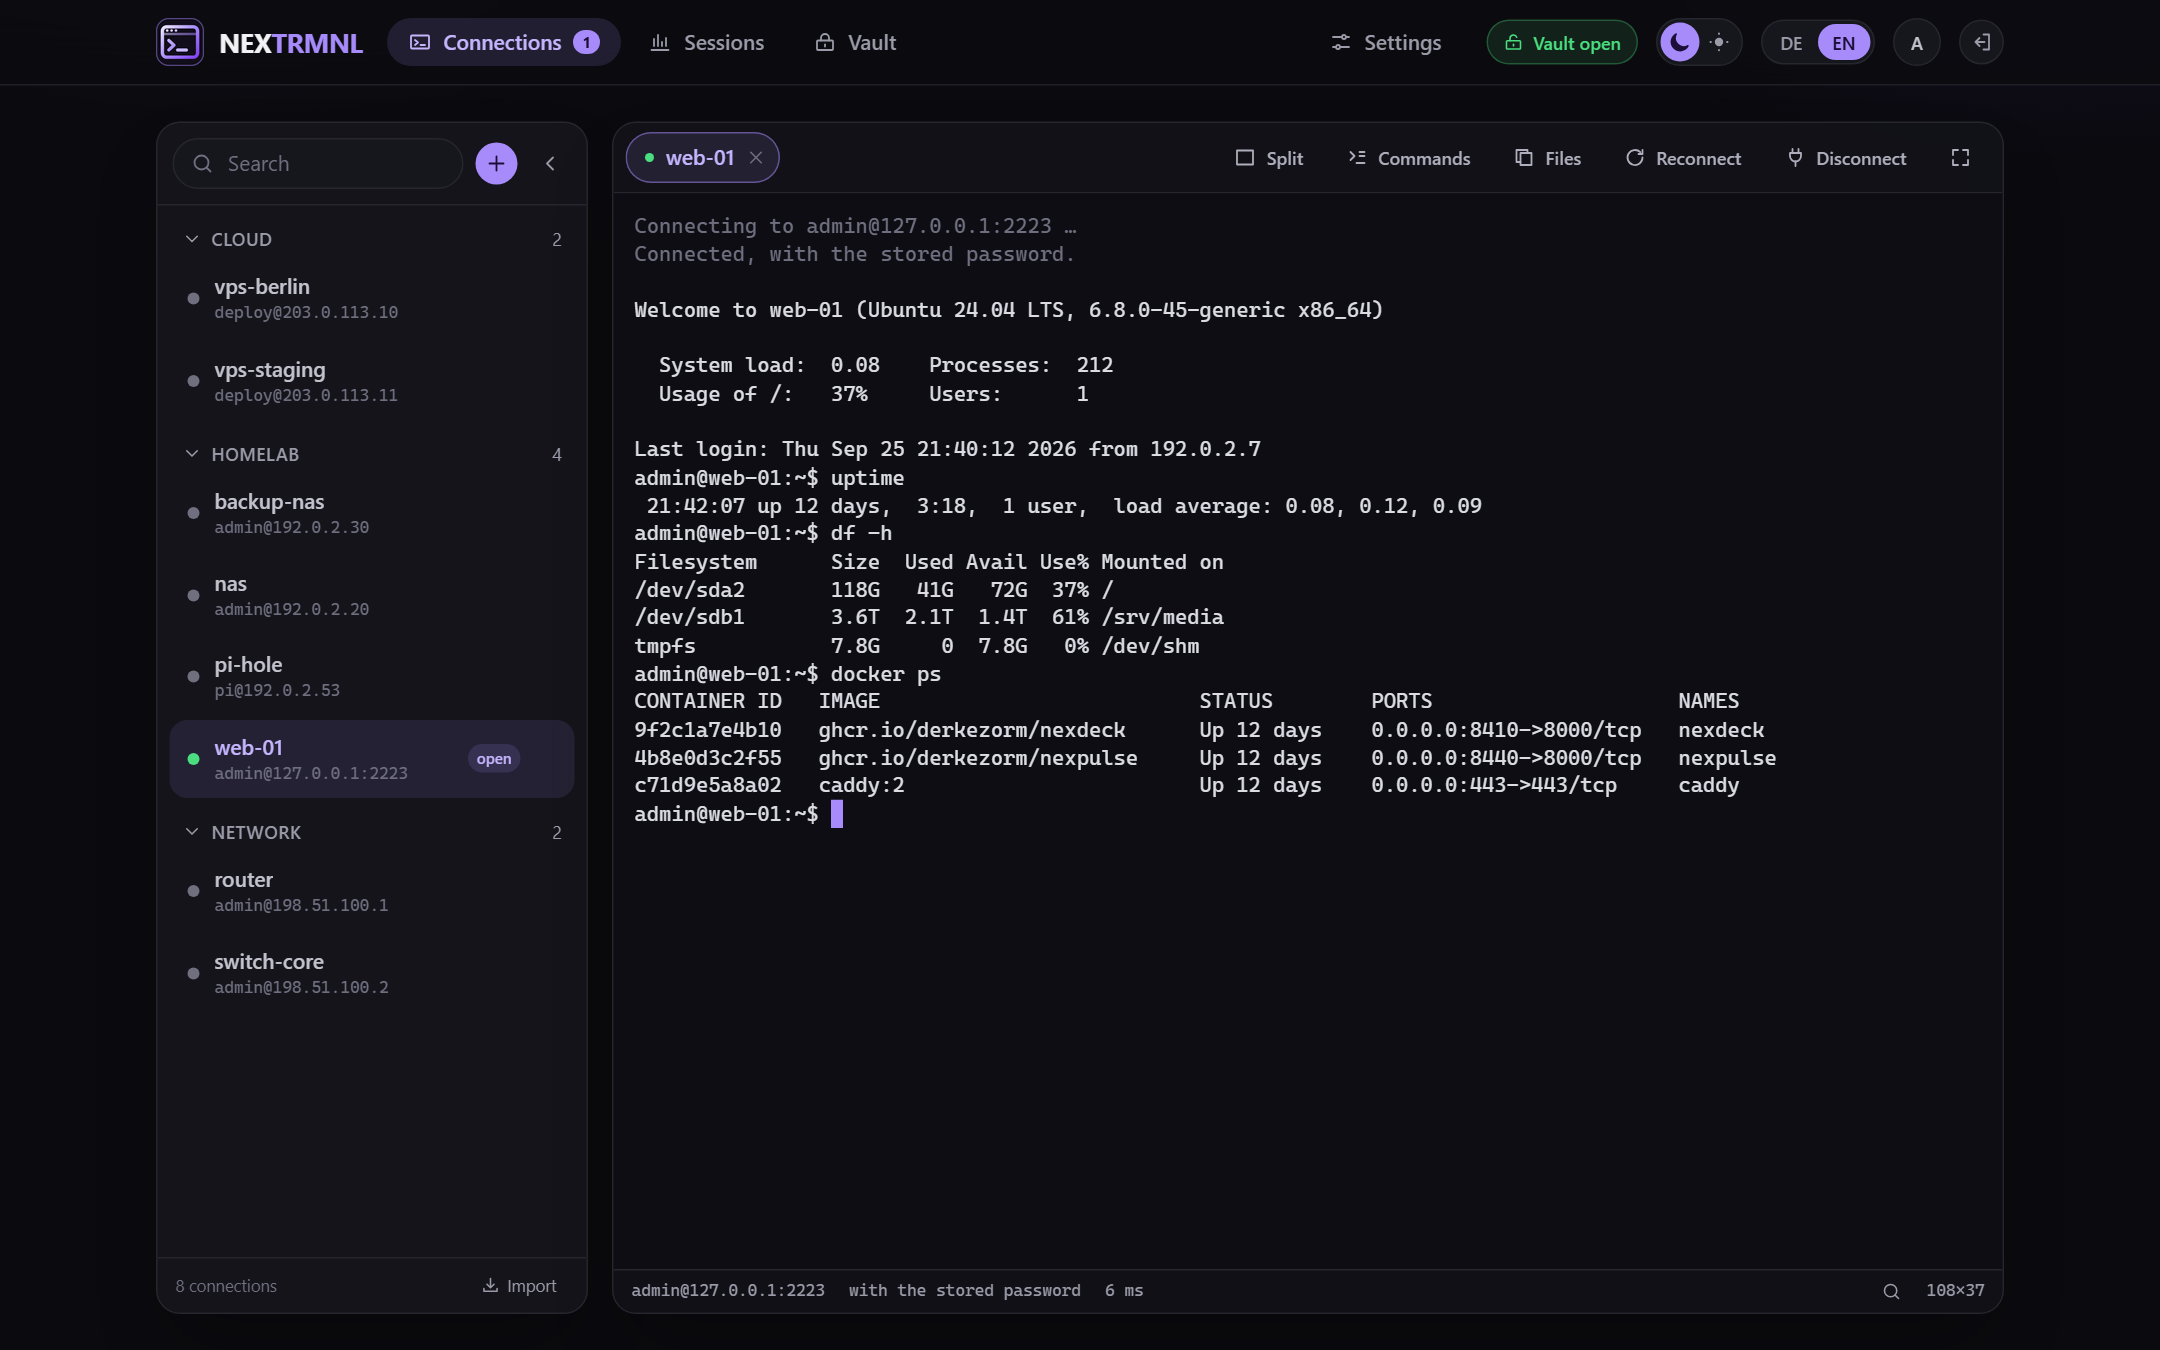 NEXTRMNL
Connections 1
Sessions
Vault
Settings
Vault open
DE EN
A
Search
CLOUD 2
vps-berlin
deploy@203.0.113.10
vps-staging
deploy@203.0.113.11
HOMELAB 4
backup-nas
admin@192.0.2.30
nas
admin@192.0.2.20
pi-hole
pi@192.0.2.53
web-01
admin@127.0.0.1:2223
open
NETWORK 2
router
admin@198.51.100.1
switch-core
admin@198.51.100.2
8 connections
Import
web-01
Split
Commands
Files
Reconnect
Disconnect
Connecting to admin@127.0.0.1:2223 …
Connected, with the stored password.
Welcome to web-01 (Ubuntu 24.04 LTS, 6.8.0-45-generic x86_64)
  System load:  0.08    Processes:  212
  Usage of /:   37%     Users:      1
Last login: Thu Sep 25 21:40:12 2026 from 192.0.2.7
admin@web-01:~$ uptime
 21:42:07 up 12 days,  3:18,  1 user,  load average: 0.08, 0.12, 0.09
admin@web-01:~$ df -h
Filesystem      Size  Used Avail Use% Mounted on
/dev/sda2       118G   41G   72G  37% /
/dev/sdb1       3.6T  2.1T  1.4T  61% /srv/media
tmpfs           7.8G     0  7.8G   0% /dev/shm
admin@web-01:~$ docker ps
CONTAINER ID   IMAGE                          STATUS        PORTS                    NAMES
9f2c1a7e4b10   ghcr.io/derkezorm/nexdeck      Up 12 days    0.0.0.0:8410->8000/tcp   nexdeck
4b8e0d3c2f55   ghcr.io/derkezorm/nexpulse     Up 12 days    0.0.0.0:8440->8000/tcp   nexpulse
c71d9e5a8a02   caddy:2                        Up 12 days    0.0.0.0:443->443/tcp     caddy
admin@web-01:~$
admin@127.0.0.1:2223  with the stored password  6 ms
108×37